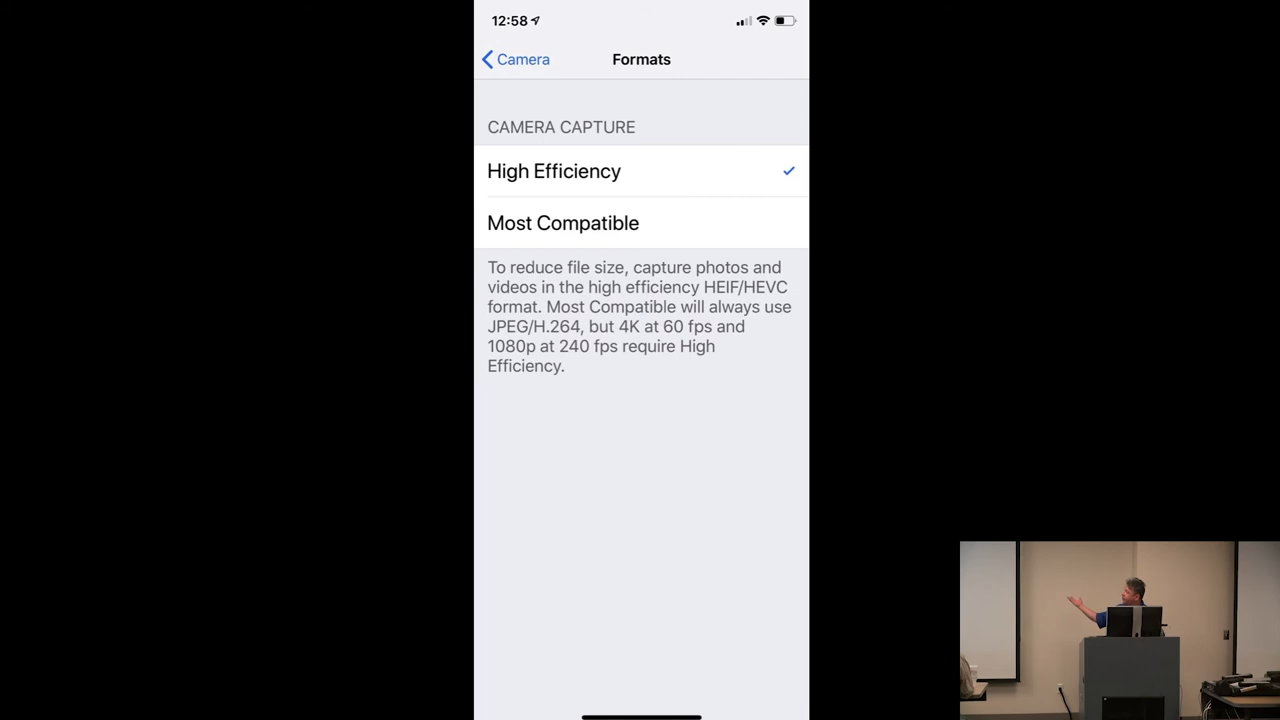 12:58
Camera
Formats
CAMERA CAPTURE
High Efficiency
Most Compatible
To reduce file size, capture photos and
videos in the high efficiency HEIF/HEVC
format. Most Compatible will always use
JPEG/H.264, but 4K at 60 fps and
1080p at 240 fps require High
Efficiency.